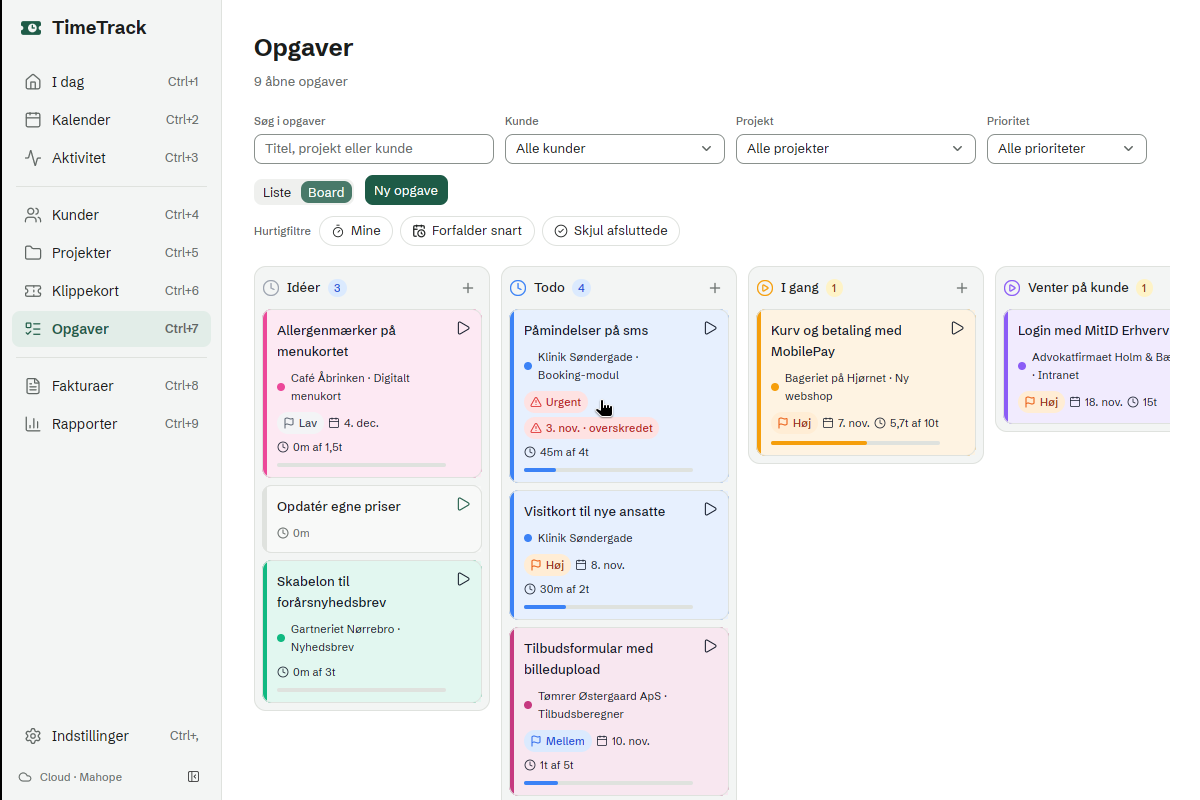 TimeTrack
I dag Ctrl+1
Kalender Ctrl+2
Aktivitet Ctrl+3
Kunder Ctrl+4
Projekter Ctrl+5
Klippekort Ctrl+6
Opgaver Ctrl+7
Fakturaer Ctrl+8
Rapporter Ctrl+9
Indstillinger Ctrl+,
Cloud · Mahope
Opgaver
9 åbne opgaver
Søg i opgaver
Titel, projekt eller kunde
Kunde
Alle kunder
Projekt
Alle projekter
Prioritet
Alle prioriteter
Liste Board Ny opgave
Hurtigfiltre Mine Forfalder snart Skjul afsluttede
Idéer 3
Allergenmærker på
menukortet
Café Åbrinken · Digitalt
menukort
Lav 4. dec.
0m af 1,5t
Opdatér egne priser
0m
Skabelon til
forårsnyhedsbrev
Gartneriet Nørrebro ·
Nyhedsbrev
0m af 3t
Todo 4
Påmindelser på sms
Klinik Søndergade ·
Booking-modul
Urgent
3. nov. · overskredet
45m af 4t
Visitkort til nye ansatte
Klinik Søndergade
Høj 8. nov.
30m af 2t
Tilbudsformular med
billedupload
Tømrer Østergaard ApS ·
Tilbudsberegner
Mellem 10. nov.
1t af 5t
I gang 1
Kurv og betaling med
MobilePay
Bageriet på Hjørnet · Ny
webshop
Høj 7. nov. 5,7t af 10t
Venter på kunde 1
Login med MitID Erhverv
Advokatfirmaet Holm &
· Intranet
Høj 18. nov. 15t